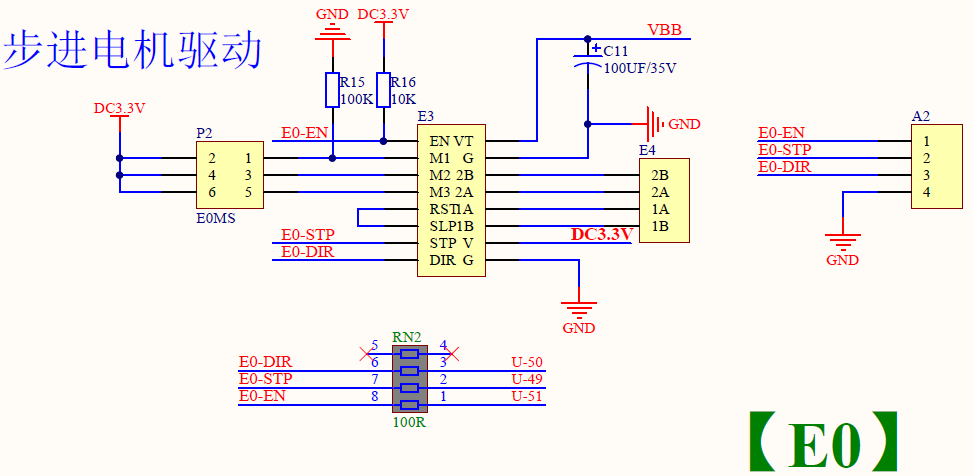 步进电机驱动
GND DC3.3V
VBB
C11
100UF/35V
R15 R16
100K 10K
DC3.3V
P2
2 1
4 3
6 5
E0MS
E0-EN
E0-STP
E0-DIR
E3
EN VT
M1 G
M2 2B
M3 2A
RST1A
SLP1B
STP V
DIR G
GND
E4
2B
2A
1A
1B
DC3.3V
GND
A2
E0-EN 1
E0-STP 2
E0-DIR 3
4
GND
RN2
5 4
E0-DIR 6 3 U-50
E0-STP 7 2 U-49
E0-EN 8 1 U-51
100R
【E0】